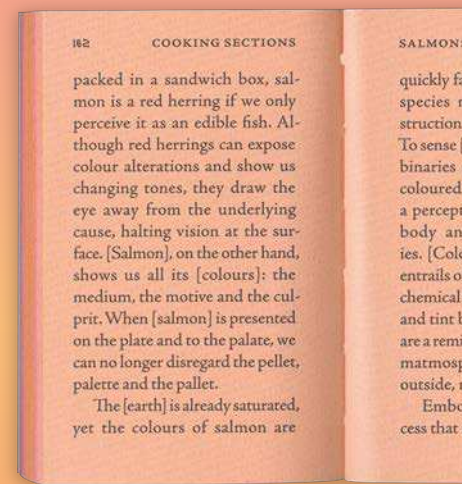 162 COOKING SECTIONS
packed in a sandwich box, sal-
mon is a red herring if we only
perceive it as an edible fish. Al-
though red herrings can expose
colour alterations and show us
changing tones, they draw the
eye away from the underlying
cause, halting vision at the sur-
face. [Salmon], on the other hand,
shows us all its [colours]: the
medium, the motive and the cul-
prit. When [salmon] is presented
on the plate and to the palate, we
can no longer disregard the pellet,
palette and the pallet.
The [earth] is already saturated,
yet the colours of salmon are
SALMON
quickly fa
species
struction
To sense [
binaries
coloured
a percept
body an
ies. [Colo
entrails o
chemical
and tint b
are a remi
matmosp
outside,
Embo
cess that